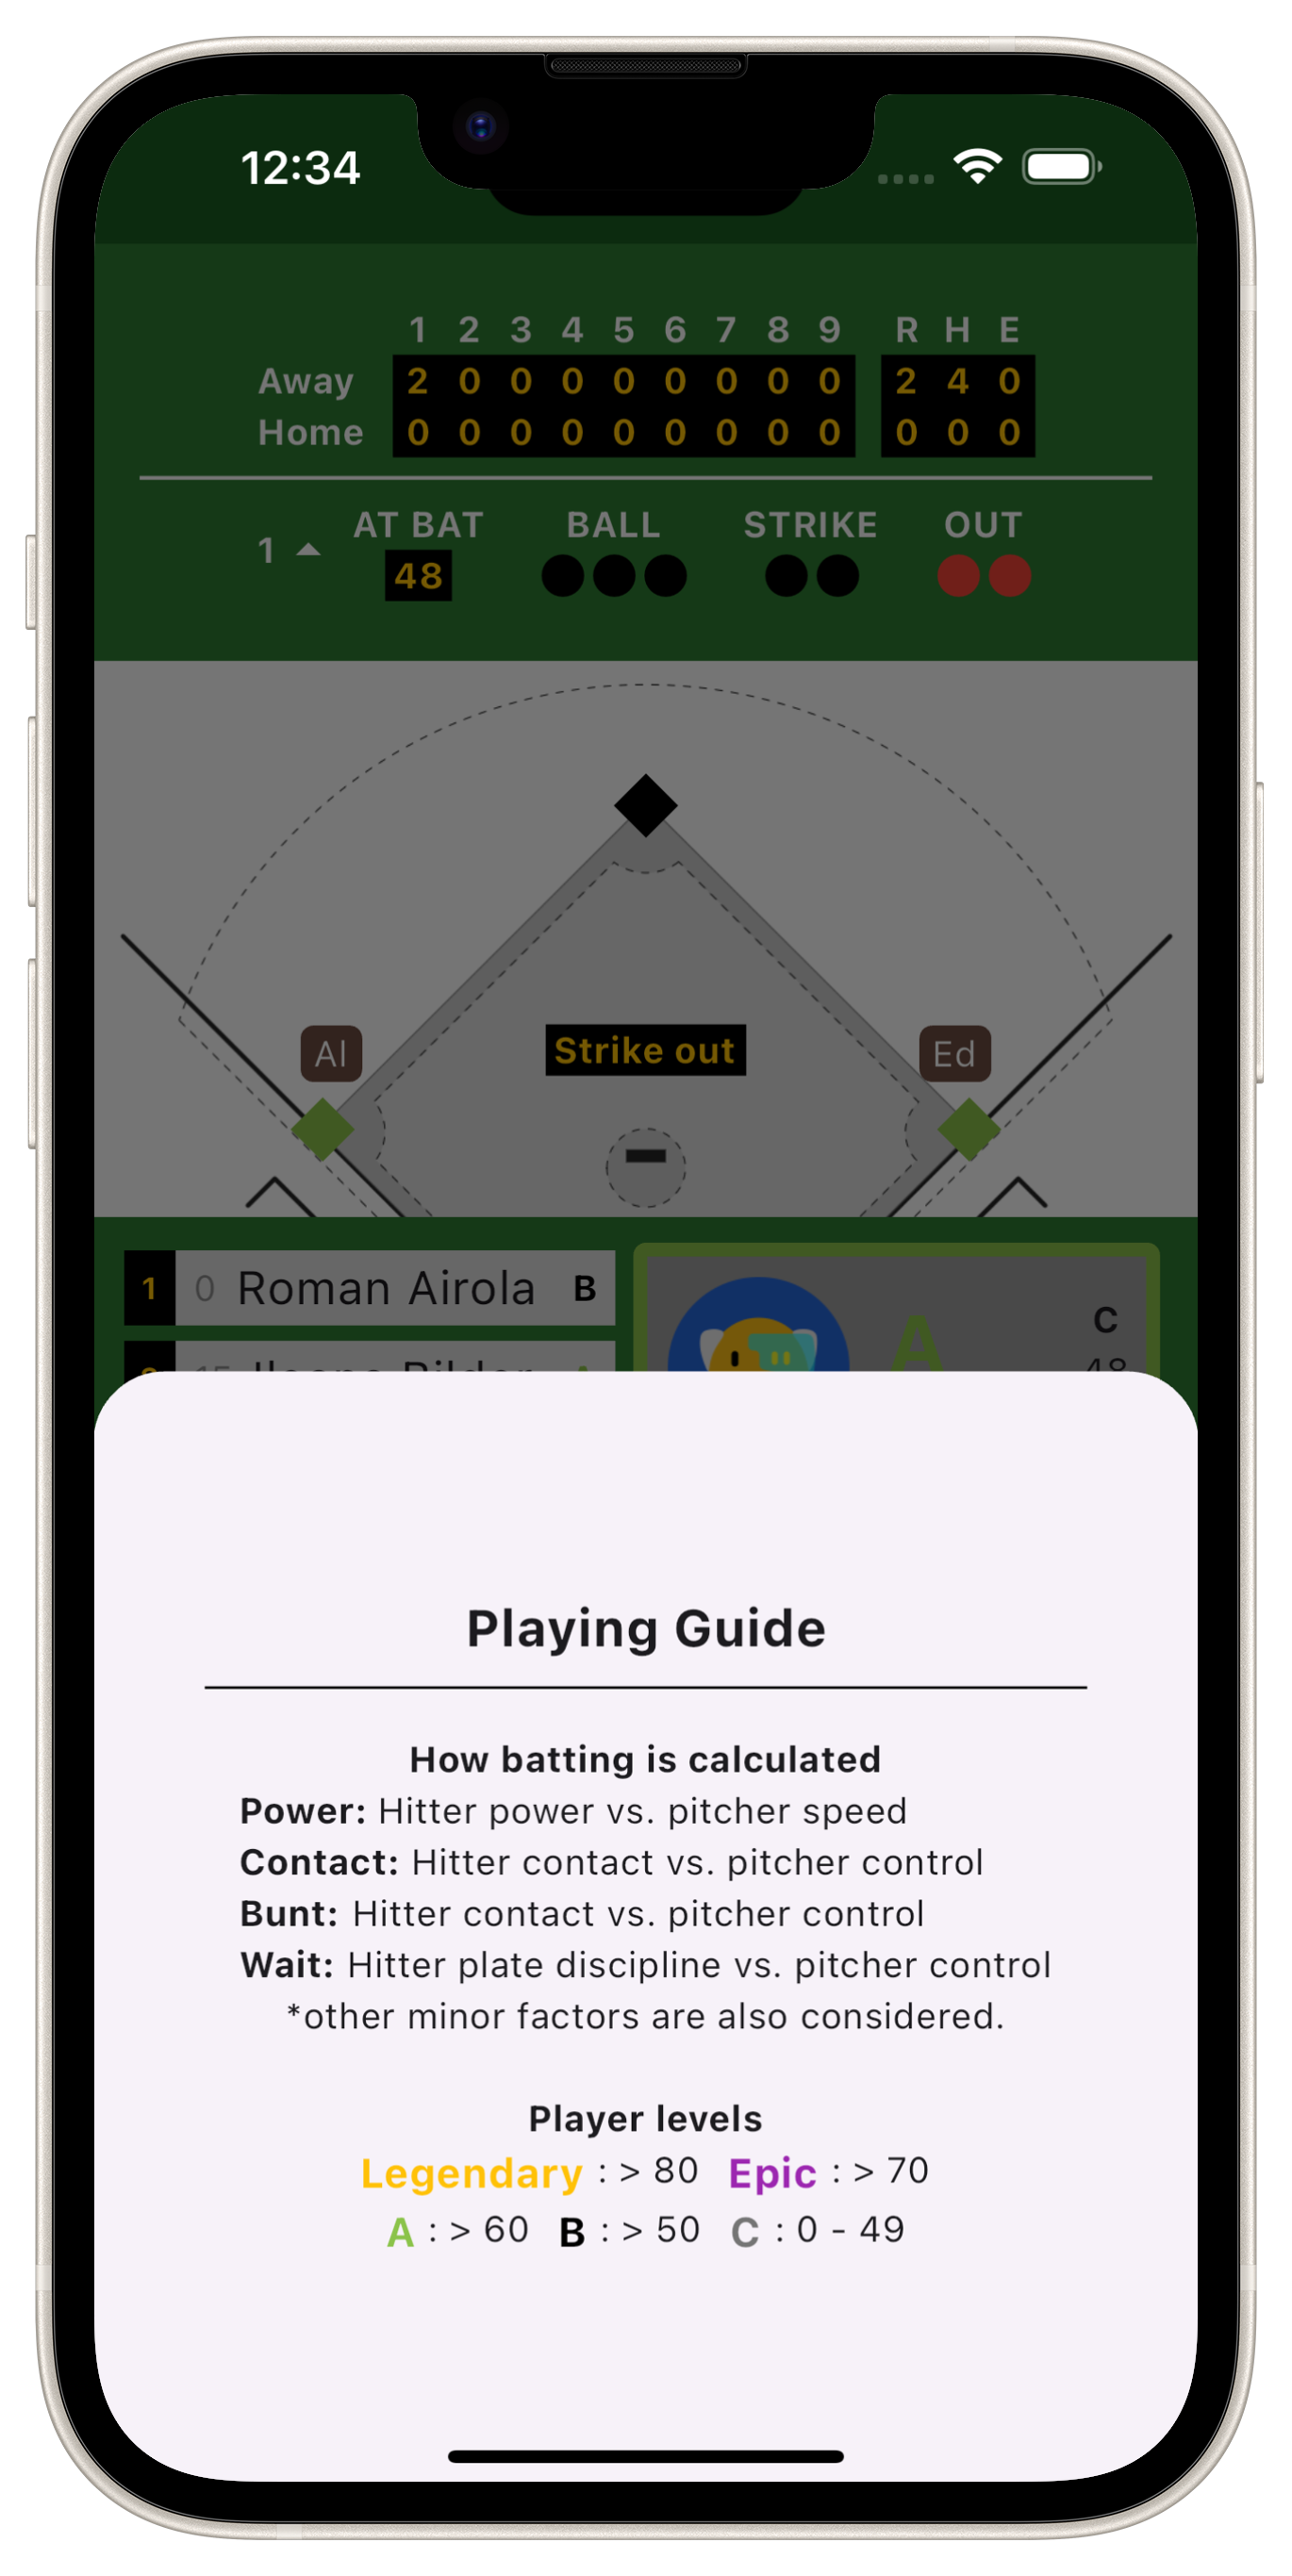 12:34
1 2 3 4 5 6 7 8 9 R H E
Away 2 0 0 0 0 0 0 0 0 2 4 0
Home 0 0 0 0 0 0 0 0 0 0 0 0
AT BAT BALL STRIKE OUT
1
48
Al
Strike out
Ed
1 0 Roman Airola B
A
C
48
Playing Guide
How batting is calculated
Power: Hitter power vs. pitcher speed
Contact: Hitter contact vs. pitcher control
Bunt: Hitter contact vs. pitcher control
Wait: Hitter plate discipline vs. pitcher control
*other minor factors are also considered.
Player levels
Legendary : > 80 Epic : > 70
A : > 60 B : > 50 C : 0 - 49